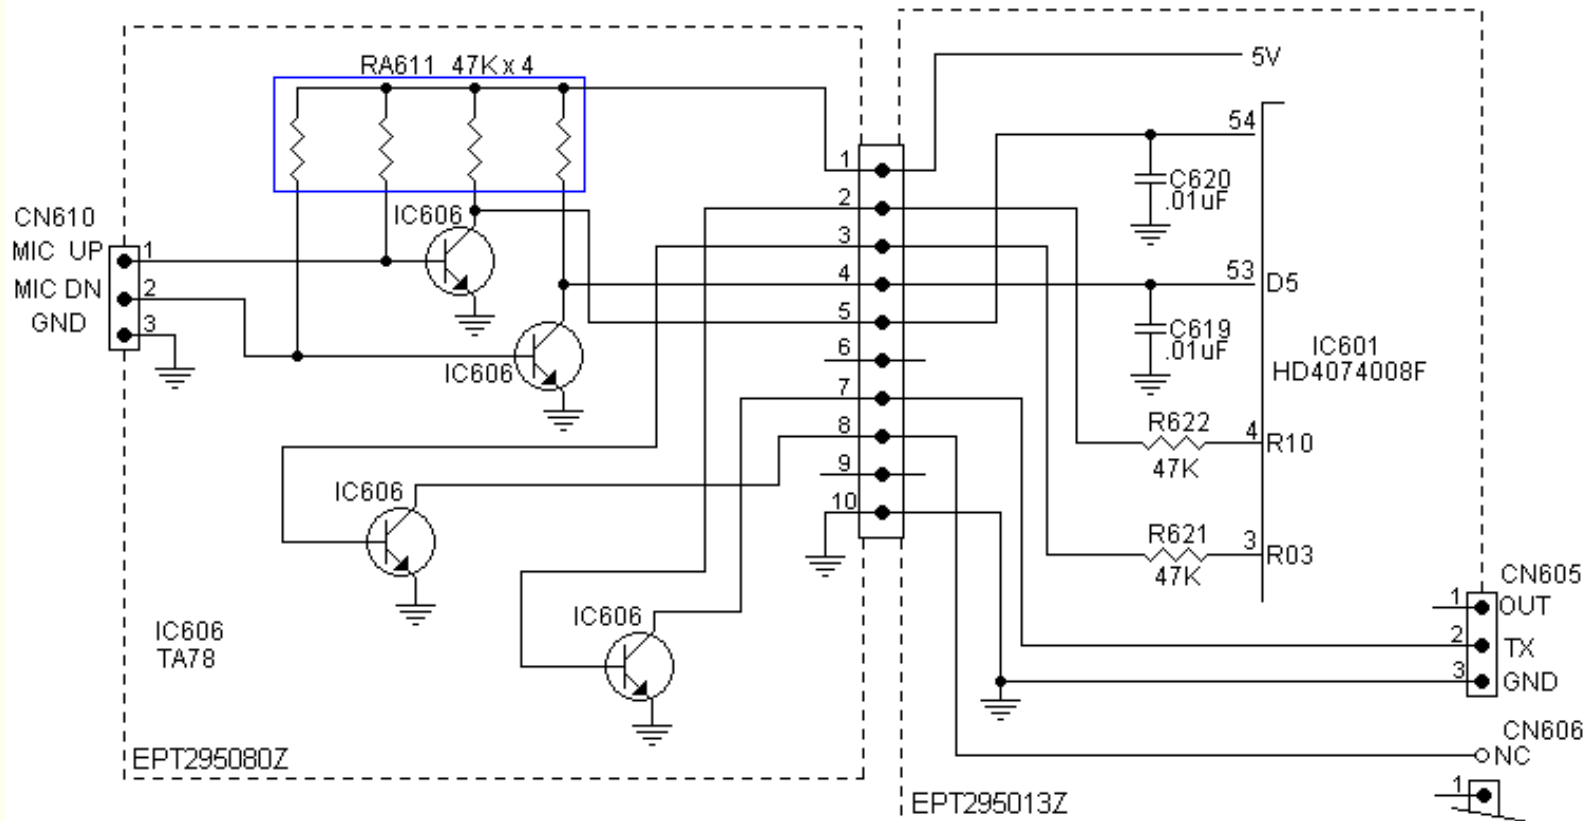 RA611 47K x 4
5V
54
1
C620
.01uF
2
CN610
IC606
MIC UP
1
3
53
D5
MIC DN
2
4
GND
3
5
C619
.01uF
IC601
HD4074008F
IC606
6
7
R622
4
R10
47K
8
9
IC606
10
R621
3
R03
47K
CN605
1
OUT
IC606
2
TX
IC606
TA78
3
GND
CN606
NC
EPT295080Z
1
EPT295013Z